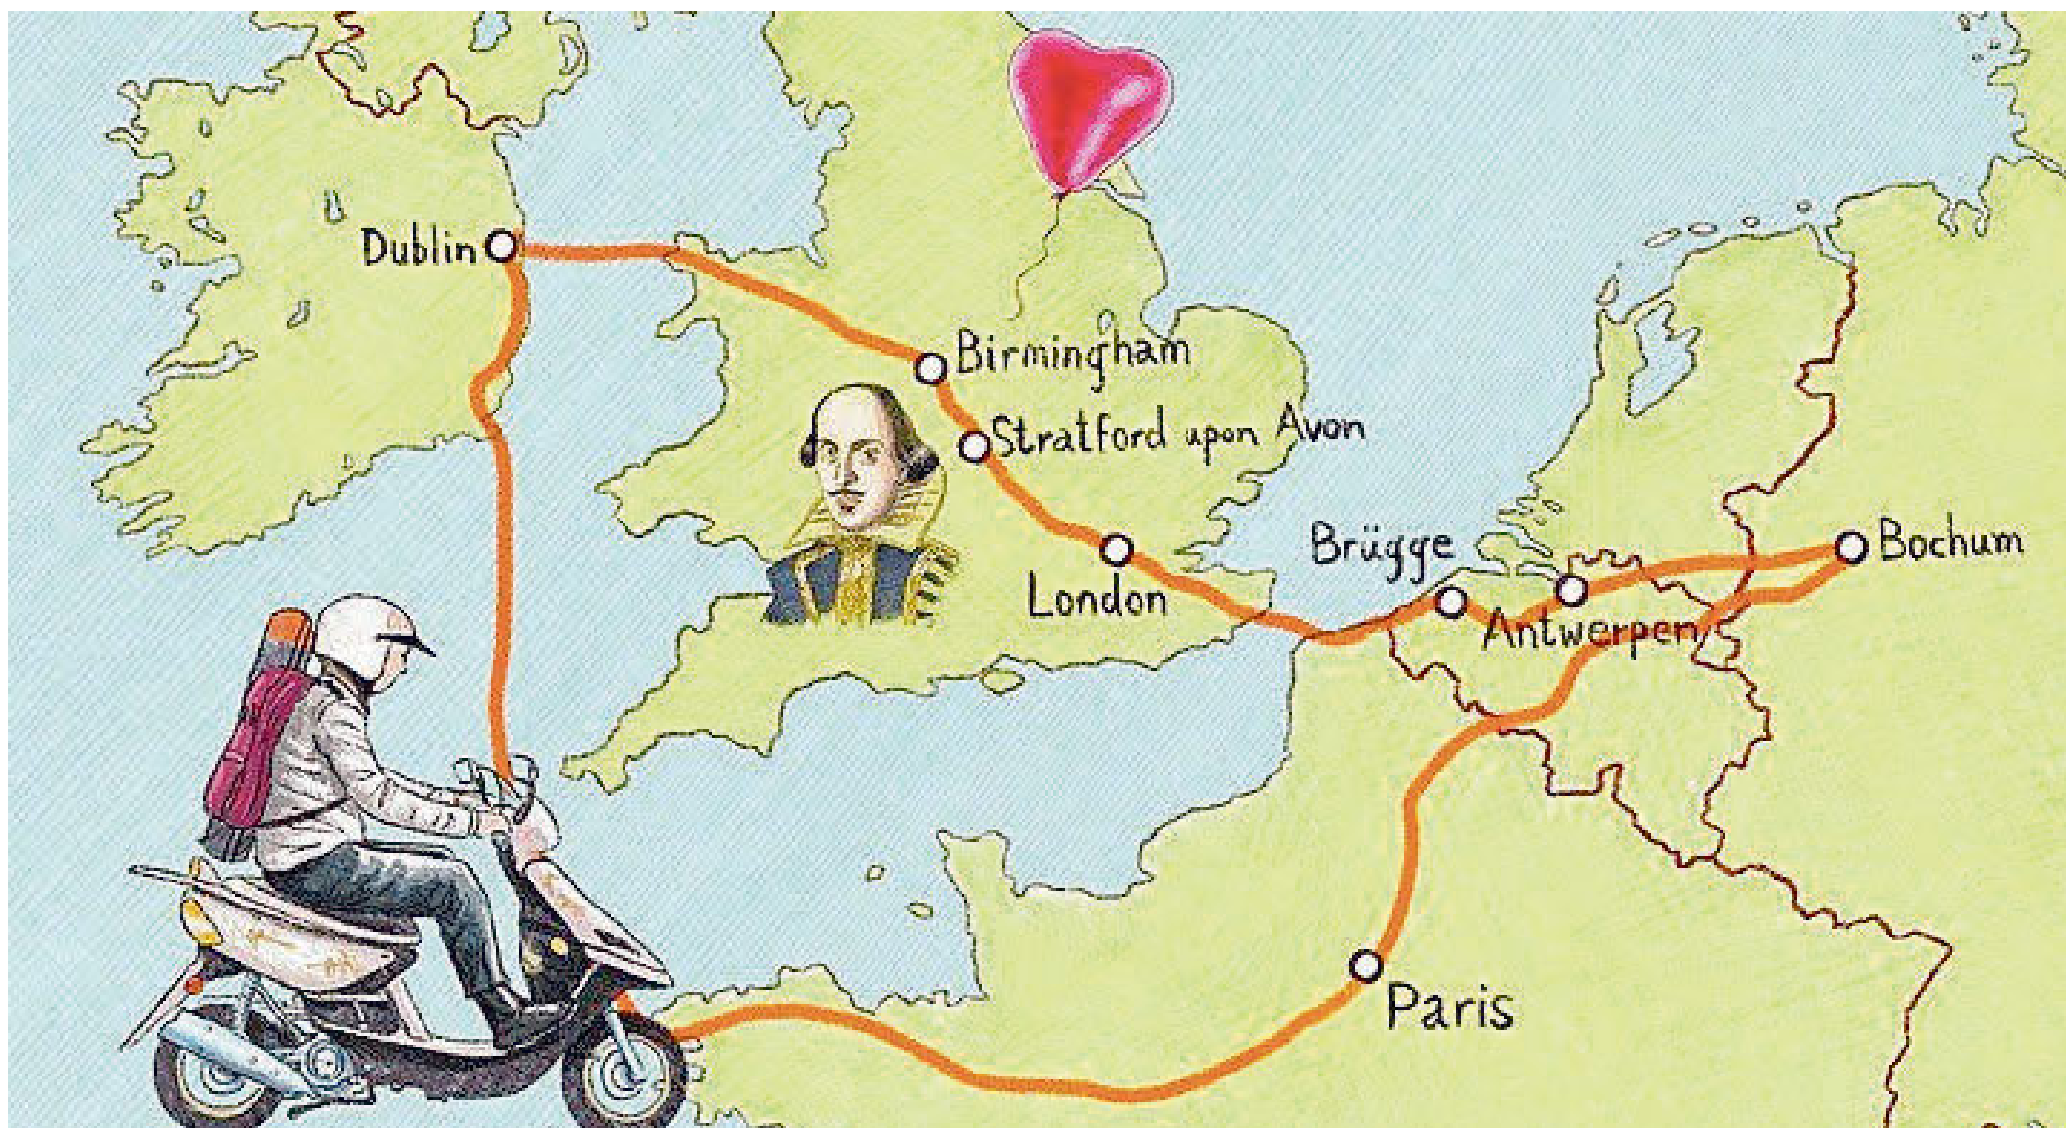 Dublin
Birmingham
Stratford upon Avon
London
Brügge
Antwerpen
Bochum
Paris